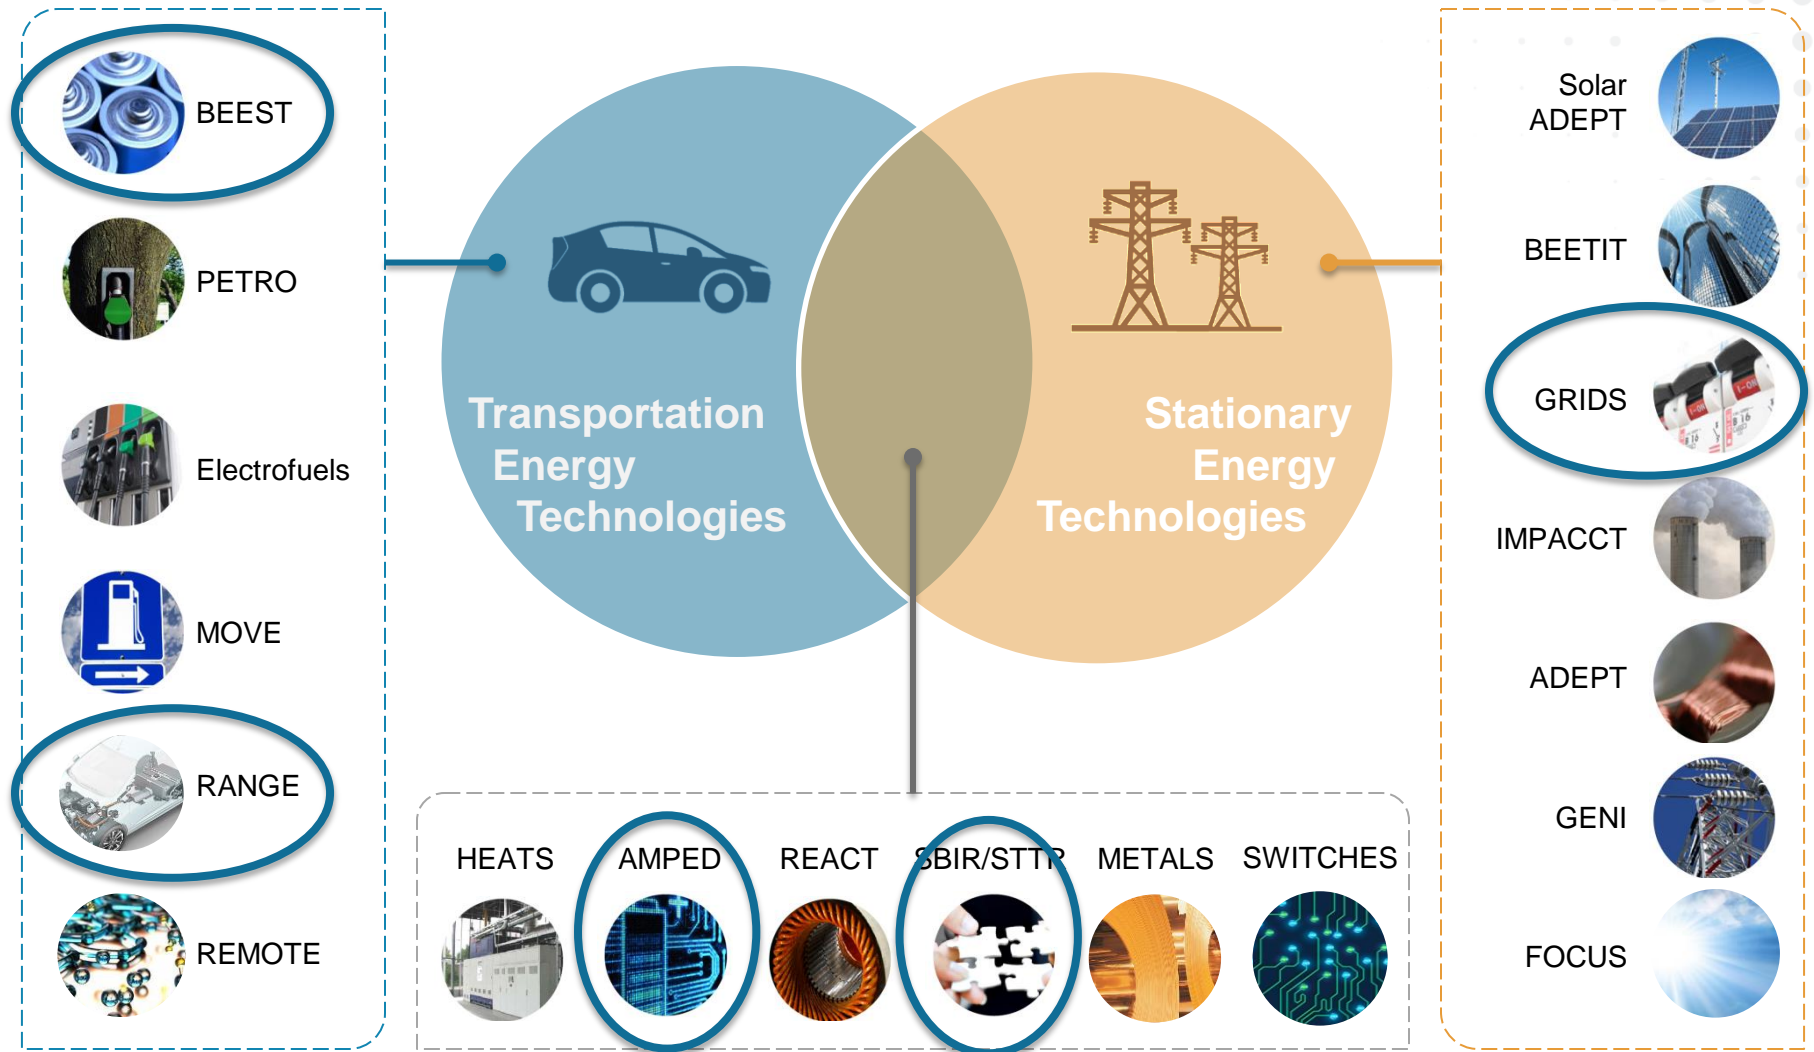 BEEST
PETRO
Electrofuels
MOVE
RANGE
REMOTE
Transportation
Energy
Technologies
Stationary
Energy
Technologies
HEATS
AMPED
REACT
SBIR/STTR
METALS
SWITCHES
Solar
ADEPT
BEETIT
GRIDS
IMPACCT
ADEPT
GENI
FOCUS